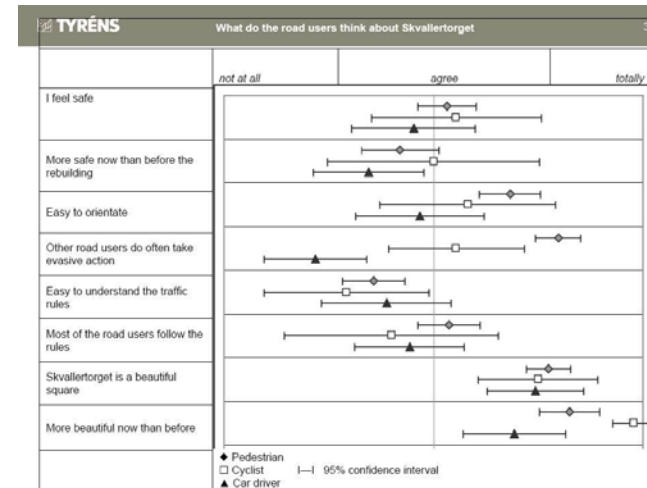 TYRÉNS
What do the road users think about Skvallertorget
3
not at all agree totally
I feel safe
More safe now than before the
rebuilding
Easy to orientate
Other road users do often take
evasive action
Easy to understand the traffic
rules
Most of the road users follow the
rules
Skvallertorget is a beautiful
square
More beautiful now than before
Pedestrian
Cyclist 95% confidence interval
Car driver